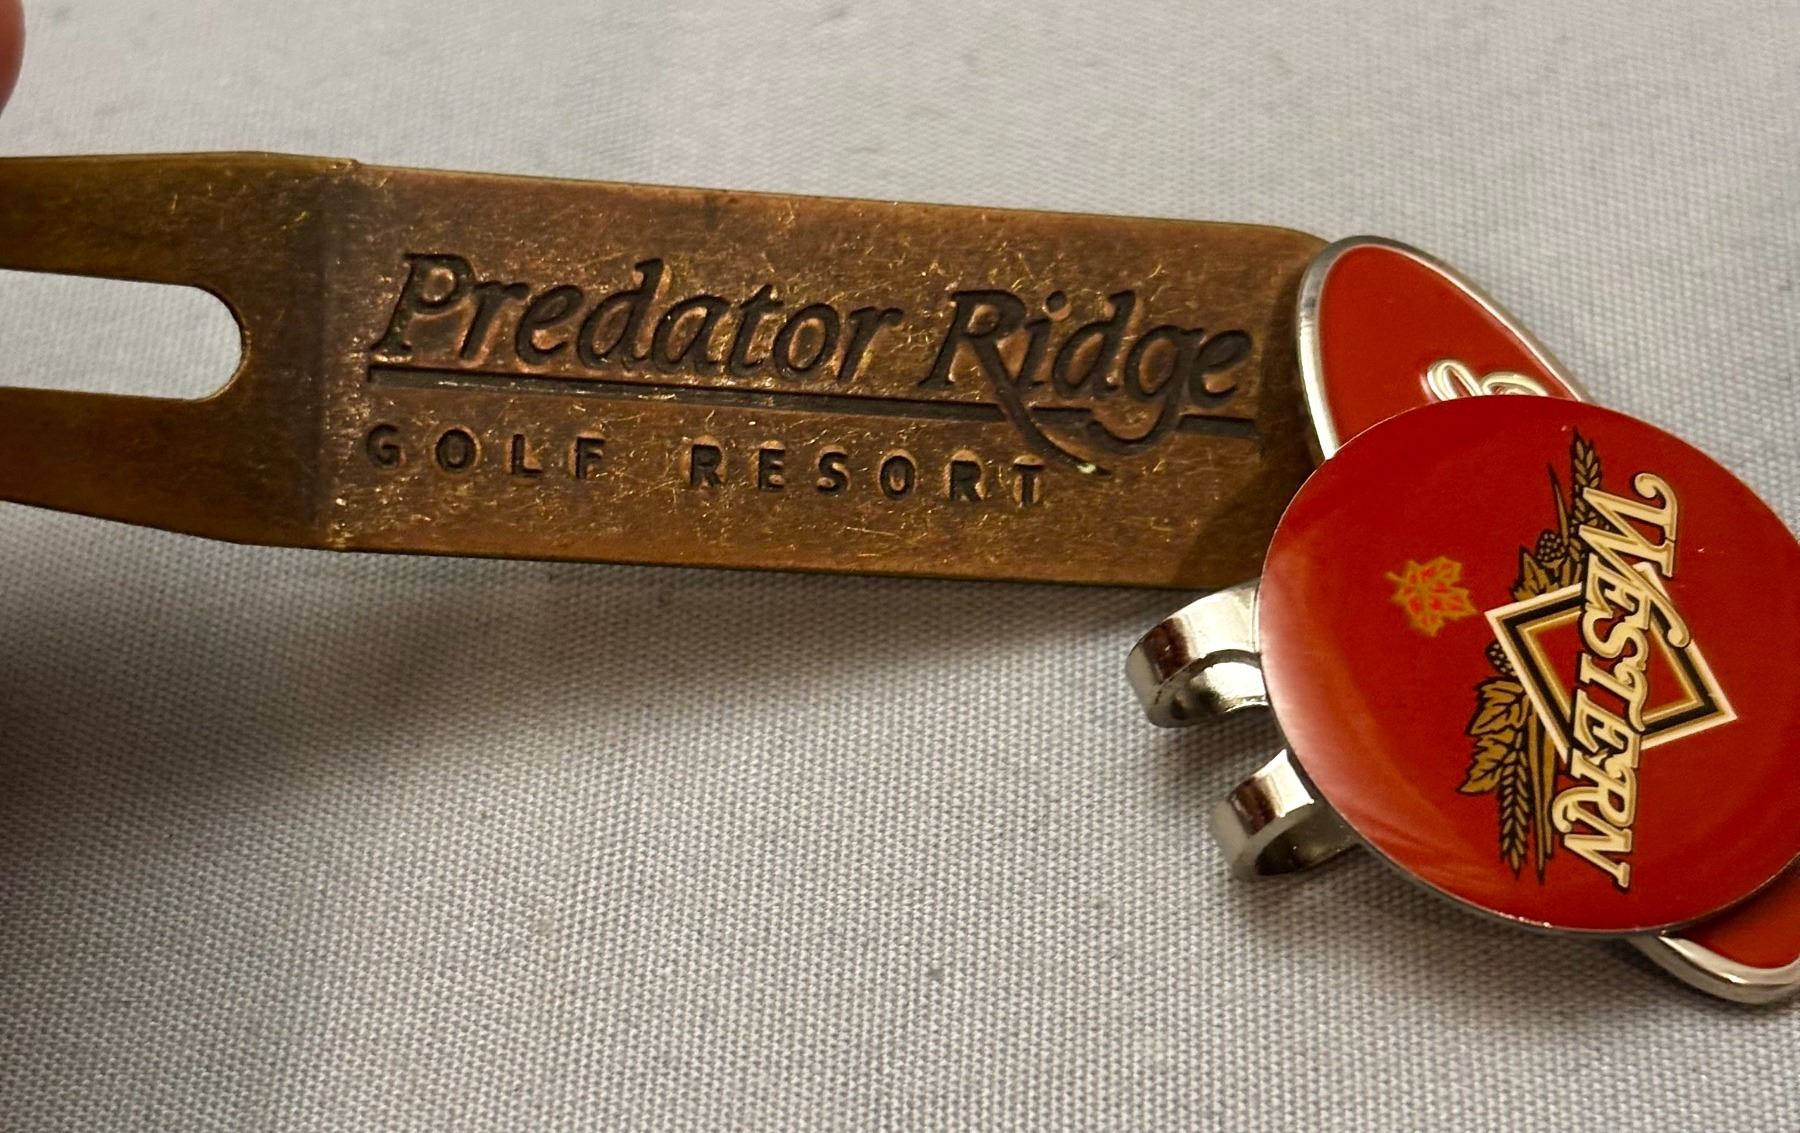 Predator Ridge
GOLF RESORT
WESTERN